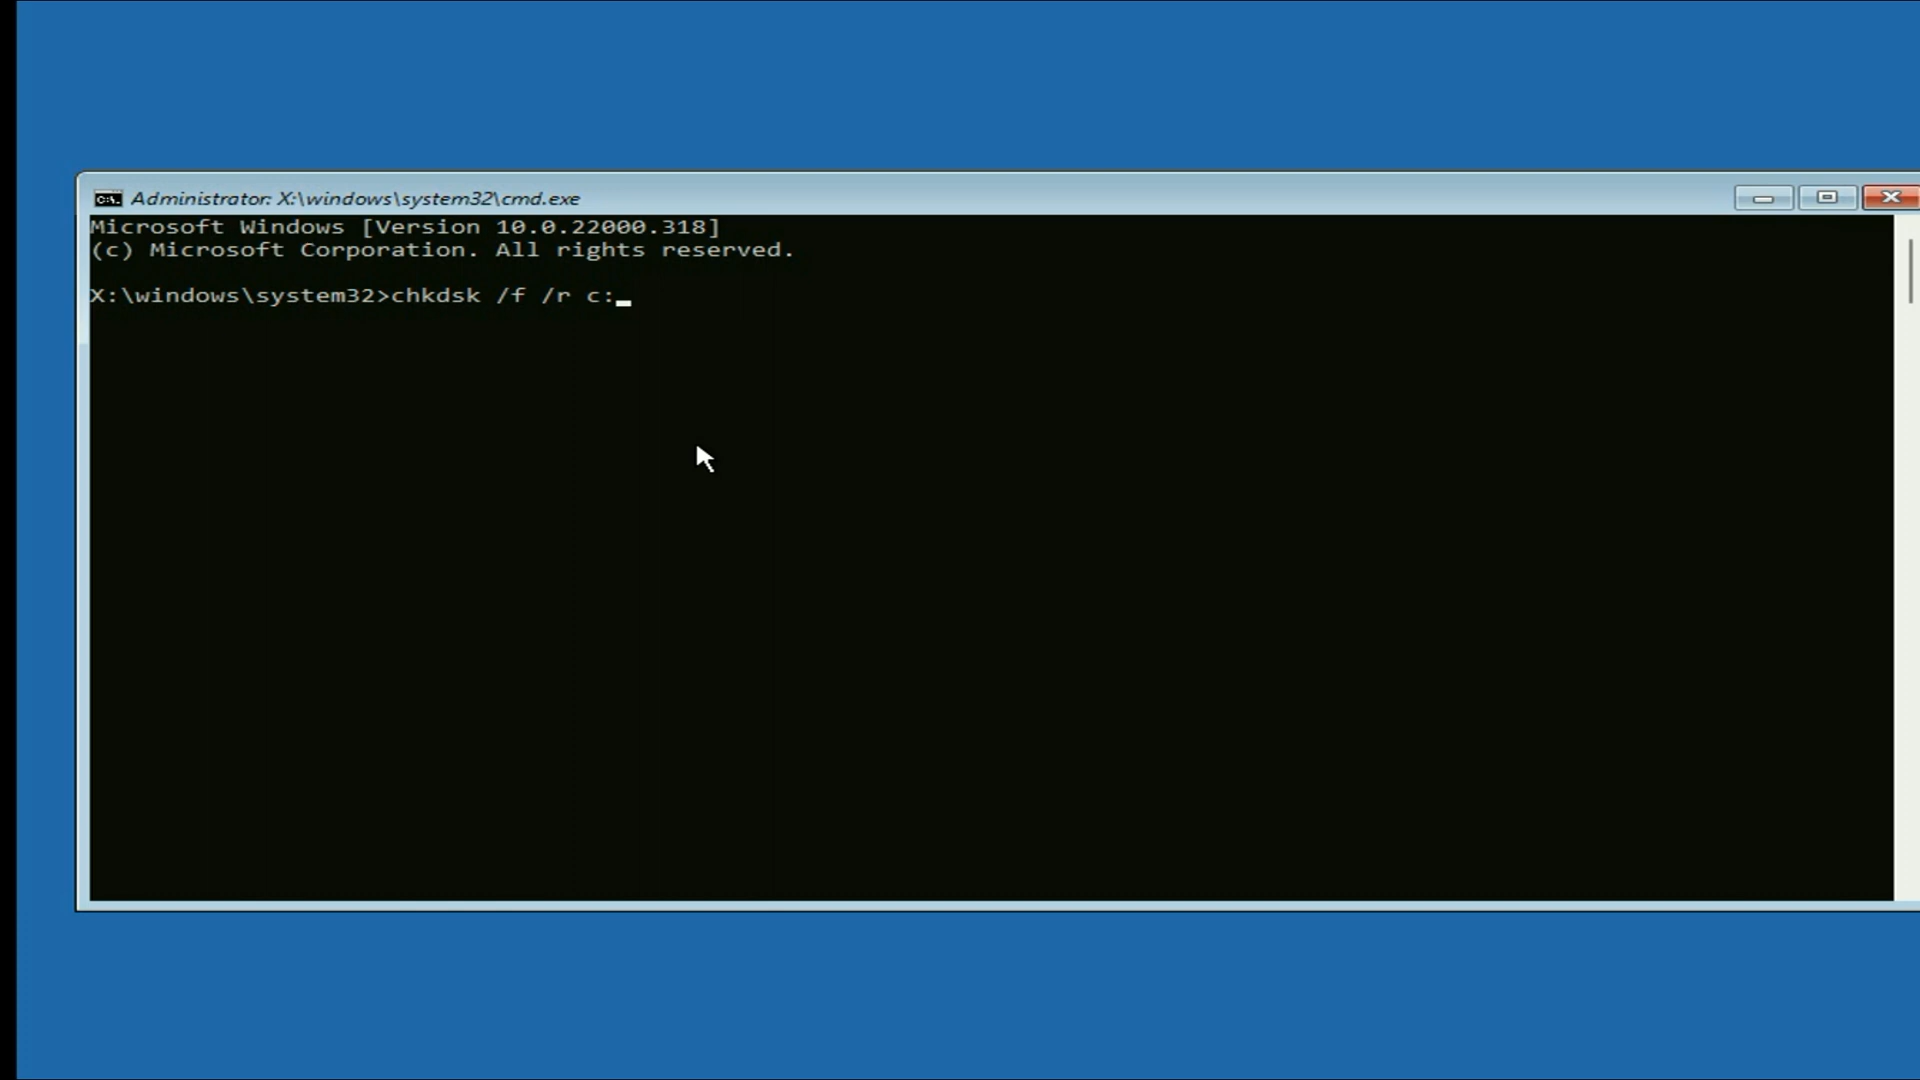 Administrator: X:\windows\system32\cmd.exe
Microsoft Windows [Version 10.0.22000.318]
(c) Microsoft Corporation. All rights reserved.
X:\windows\system32>chkdsk /f /r c: